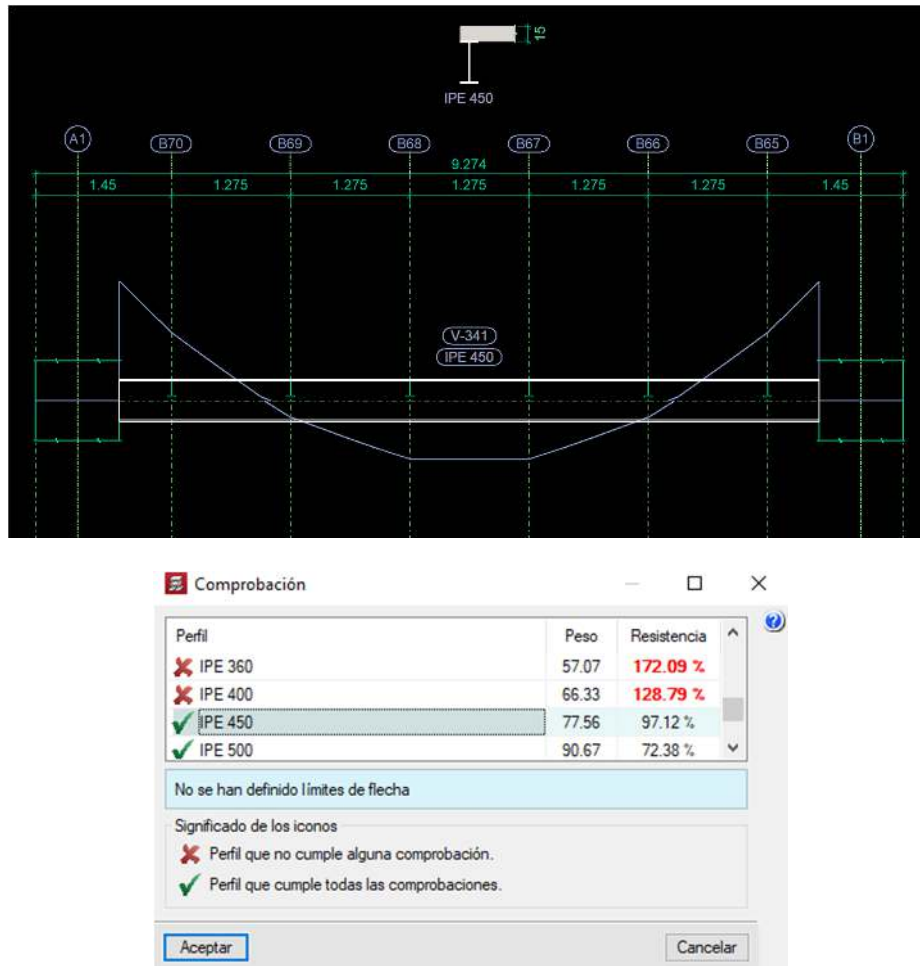 15
IPE 450
A1 B70 B69 B68 B67 B66 B65 B1
9.274
1.45 1.275 1.275 1.275 1.275 1.275 1.45
V-341
IPE 450
Comprobación
Perfil Peso Resistencia
IPE 360 57.07 172.09 %
IPE 400 66.33 128.79 %
IPE 450 77.56 97.12 %
IPE 500 90.67 72.38 %
No se han definido límites de flecha
Significado de los iconos
Perfil que no cumple alguna comprobación.
Perfil que cumple todas las comprobaciones.
Aceptar Cancelar